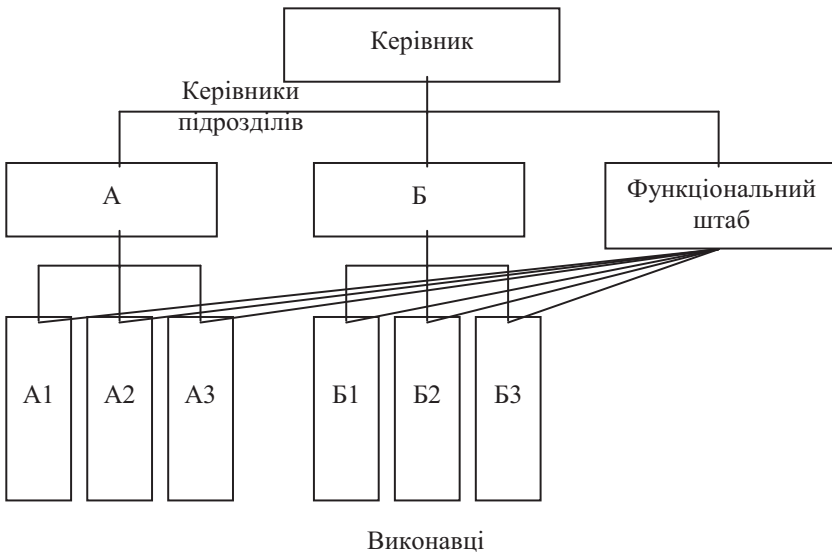 Керівник
Керівники
підрозділів
А
Б
Функціональний
штаб
А1
А2
А3
Б1
Б2
Б3
Виконавці